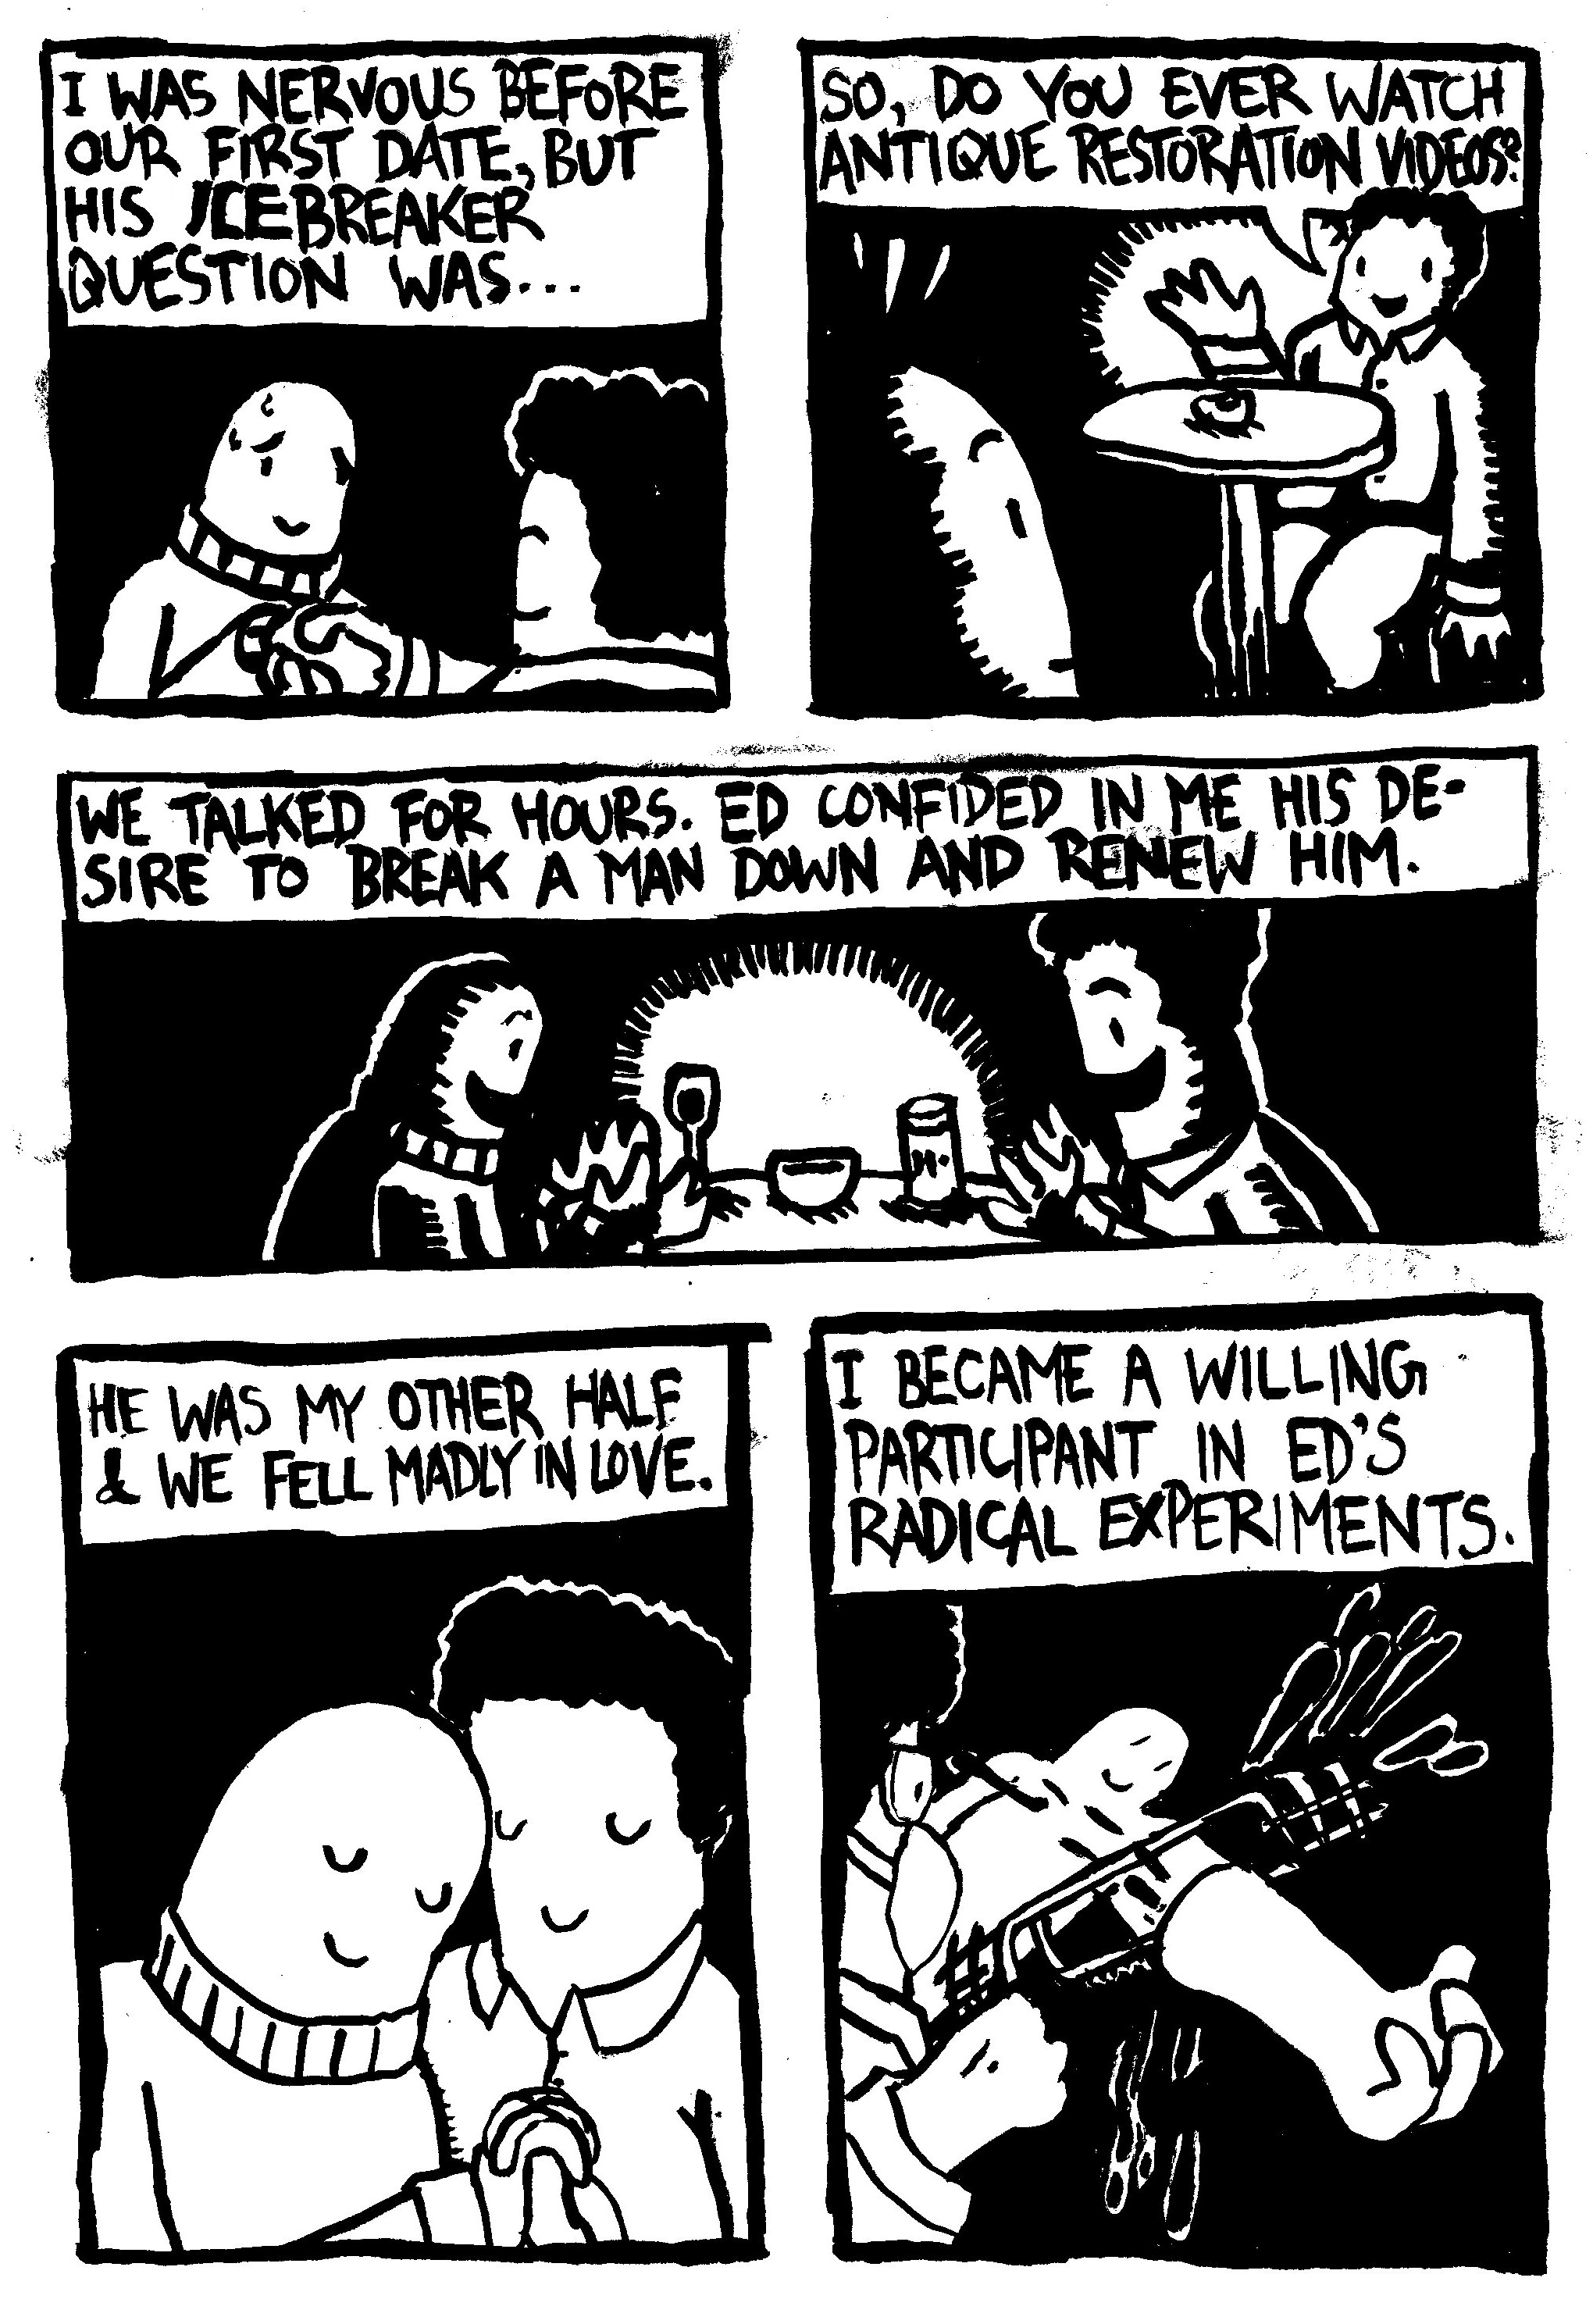 I WAS NERVOUS BEFORE
OUR FIRST DATE, BUT
HIS ICEBREAKER
QUESTION WAS...
SO, DO YOU EVER WATCH
ANTIQUE RESTORATION VIDEOS?
WE TALKED FOR HOURS. ED CONFIDED IN ME HIS DE-
SIRE TO BREAK A MAN DOWN AND RENEW HIM.
HE WAS MY OTHER HALF
& WE FELL MADLY IN LOVE.
I BECAME A WILLING
PARTICIPANT IN ED'S
RADICAL EXPERIMENTS.